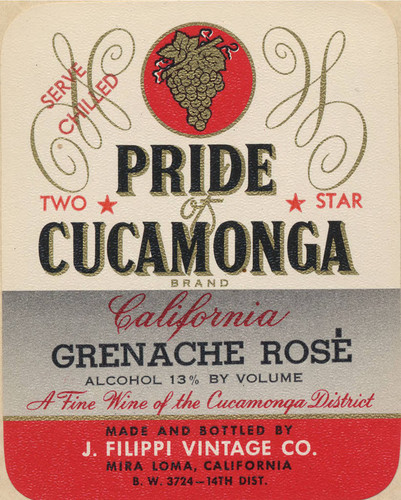 SERVE
CHILLED
PRIDE
TWO ★ of ★ STAR
CUCAMONGA
BRAND
California
GRENACHE ROSĖ
ALCOHOL 13% BY VOLUME
A Fine Wine of the Cucamonga District
MADE AND BOTTLED BY
J. FILIPPI VINTAGE CO.
MIRA LOMA, CALIFORNIA
B. W. 3724—14TH DIST.